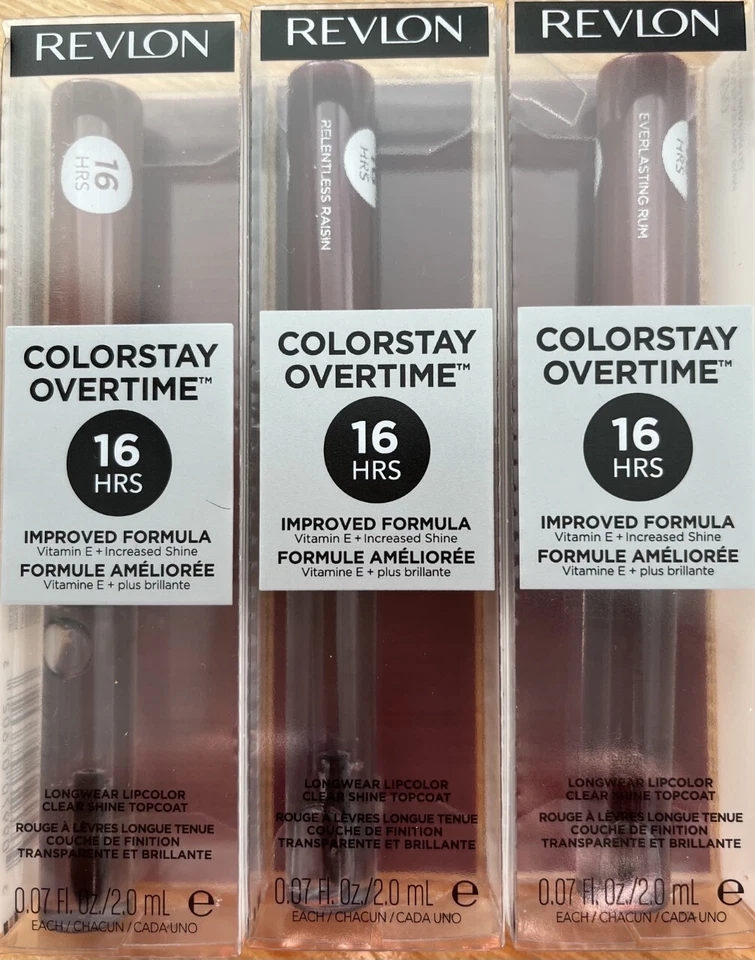 REVLON
16
HRS
COLORSTAY
OVERTIME™
16
HRS
IMPROVED FORMULA
Vitamin E + Increased Shine
FORMULE AMÉLIORÉE
Vitamine E + plus brillante
LONGWEAR LIPCOLOR
CLEAR SHINE TOPCOAT
ROUGE À LÈVRES LONGUE TENUE
COUCHE DE FINITION
TRANSPARENTE ET BRILLANTE
0.07 Fl. Oz./2.0 mL e
EACH / CHACUN / CADA UNO
REVLON
RELENTLESS RAISIN
HRS
COLORSTAY
OVERTIME™
16
HRS
IMPROVED FORMULA
Vitamin E + Increased Shine
FORMULE AMÉLIORÉE
Vitamine E + plus brillante
LONGWEAR LIPCOLOR
CLEAR SHINE TOPCOAT
ROUGE À LÈVRES LONGUE TENUE
COUCHE DE FINITION
TRANSPARENTE ET BRILLANTE
0.07 Fl. Oz./2.0 mL e
EACH / CHACUN / CADA UNO
REVLON
EVERLASTING RUM
HRS
COLORSTAY
OVERTIME™
16
HRS
IMPROVED FORMULA
Vitamin E + Increased Shine
FORMULE AMÉLIORÉE
Vitamine E + plus brillante
LONGWEAR LIPCOLOR
CLEAR SHINE TOPCOAT
ROUGE À LÈVRES LONGUE TENUE
COUCHE DE FINITION
TRANSPARENTE ET BRILLANTE
0.07 Fl. Oz./2.0 mL e
EACH / CHACUN / CADA UNO